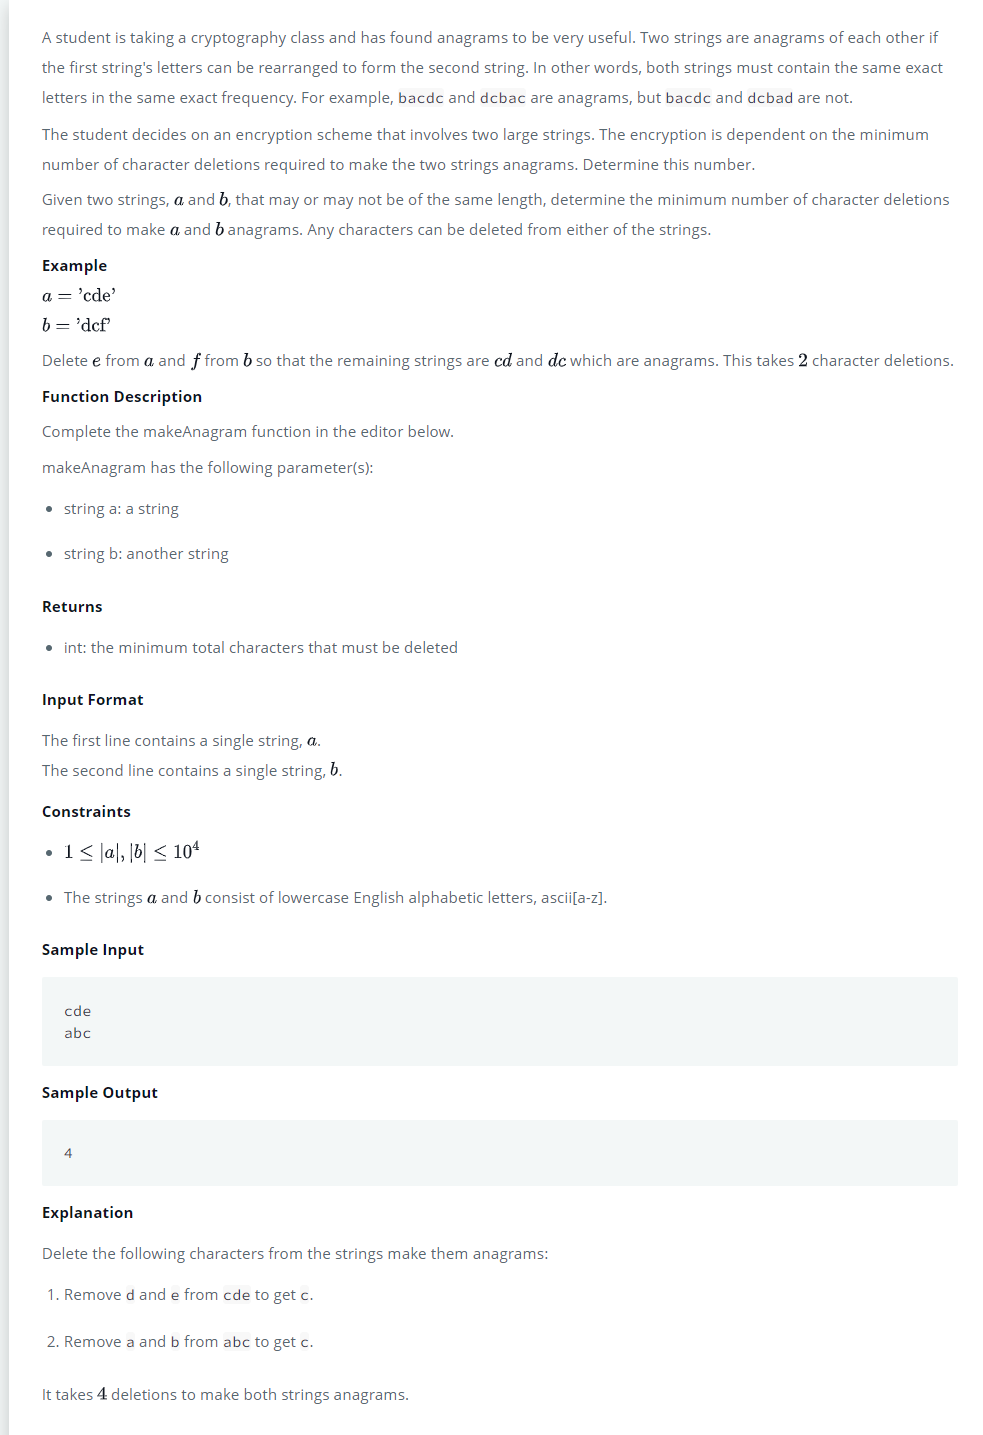 A student is taking a cryptography class and has found anagrams to be very useful. Two strings are anagrams of each other if
the first string's letters can be rearranged to form the second string. In other words, both strings must contain the same exact
letters in the same exact frequency. For example, bacdc and dcbac are anagrams, but bacdc and dcbad are not.
The student decides on an encryption scheme that involves two large strings. The encryption is dependent on the minimum
number of character deletions required to make the two strings anagrams. Determine this number.
Given two strings, a and b, that may or may not be of the same length, determine the minimum number of character deletions
required to make a and b anagrams. Any characters can be deleted from either of the strings.
Example
a = ’cde’
b = ’dcf’
Delete e from a and f from b so that the remaining strings are cd and dc which are anagrams. This takes 2 character deletions.
Function Description
Complete the makeAnagram function in the editor below.
makeAnagram has the following parameter(s):
• string a: a string
• string b: another string
Returns
• int: the minimum total characters that must be deleted
Input Format
The first line contains a single string, a.
The second line contains a single string, b.
Constraints
• 1 ≤ |a|, |b| ≤ 10⁴
• The strings a and b consist of lowercase English alphabetic letters, ascii[a-z].
Sample Input
cde
abc
Sample Output
4
Explanation
Delete the following characters from the strings make them anagrams:
1. Remove d and e from cde to get c.
2. Remove a and b from abc to get c.
It takes 4 deletions to make both strings anagrams.